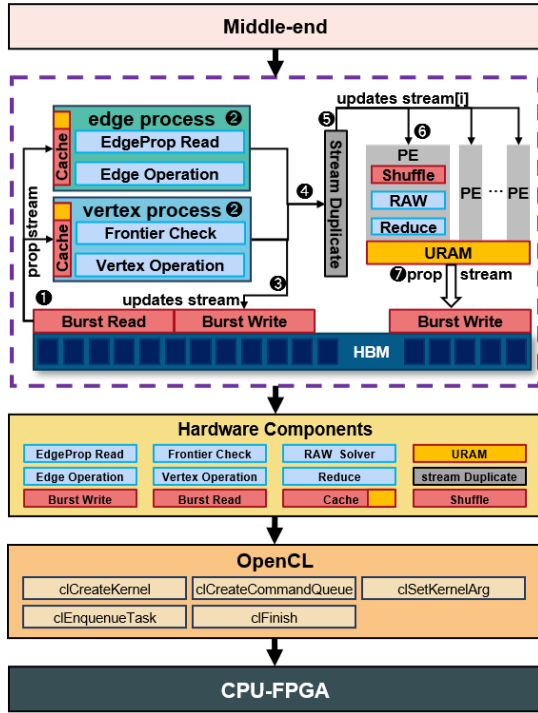 Middle-end
edge process ❷
Cache
EdgeProp Read
Edge Operation
vertex process ❷
Cache
Frontier Check
Vertex Operation
prop stream
❶
updates stream
❸
❹
❺
Stream Duplicate
updates stream[i]
❻
PE
Shuffle
RAW
Reduce
PE
...
PE
URAM
❼prop stream
Burst Read
Burst Write
Burst Write
HBM
Hardware Components
EdgeProp Read
Frontier Check
RAW Solver
URAM
Edge Operation
Vertex Operation
Reduce
stream Duplicate
Burst Write
Burst Read
Cache
Shuffle
OpenCL
clCreateKernel
clCreateCommandQueue
clSetKernelArg
clEnquenueTask
clFinish
CPU-FPGA